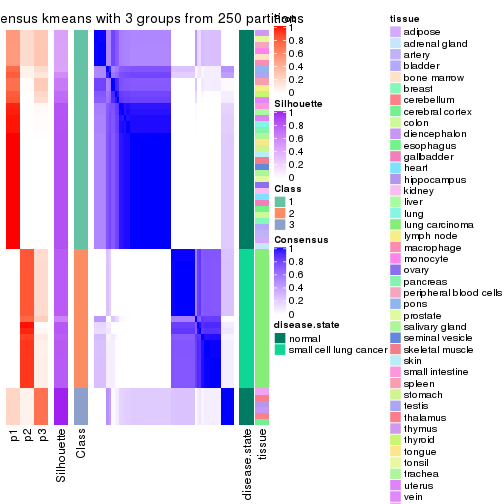 ensus kmeans with 3 groups from 250 partitions
1
0.8
0.6
0.4
0.2
0
Silhouette
1
0.8
0.6
0.4
0.2
0
Class
1
2
3
Consensus
1
0.8
0.6
0.4
0.2
0
disease.state
normal
small cell lung cancer
tissue
adipose
adrenal gland
artery
bladder
bone marrow
breast
cerebellum
cerebral cortex
colon
diencephalon
esophagus
galbadder
heart
hippocampus
kidney
liver
lung
lung carcinoma
lymph node
macrophage
monocyte
ovary
pancreas
peripheral blood cells
pons
prostate
salivary gland
seminal vesicle
skeletal muscle
skin
small intestine
spleen
stomach
testis
thalamus
thymus
thyroid
tongue
tonsil
trachea
uterus
vein
p1
p2
p3
Silhouette
Class
disease.state
tissue